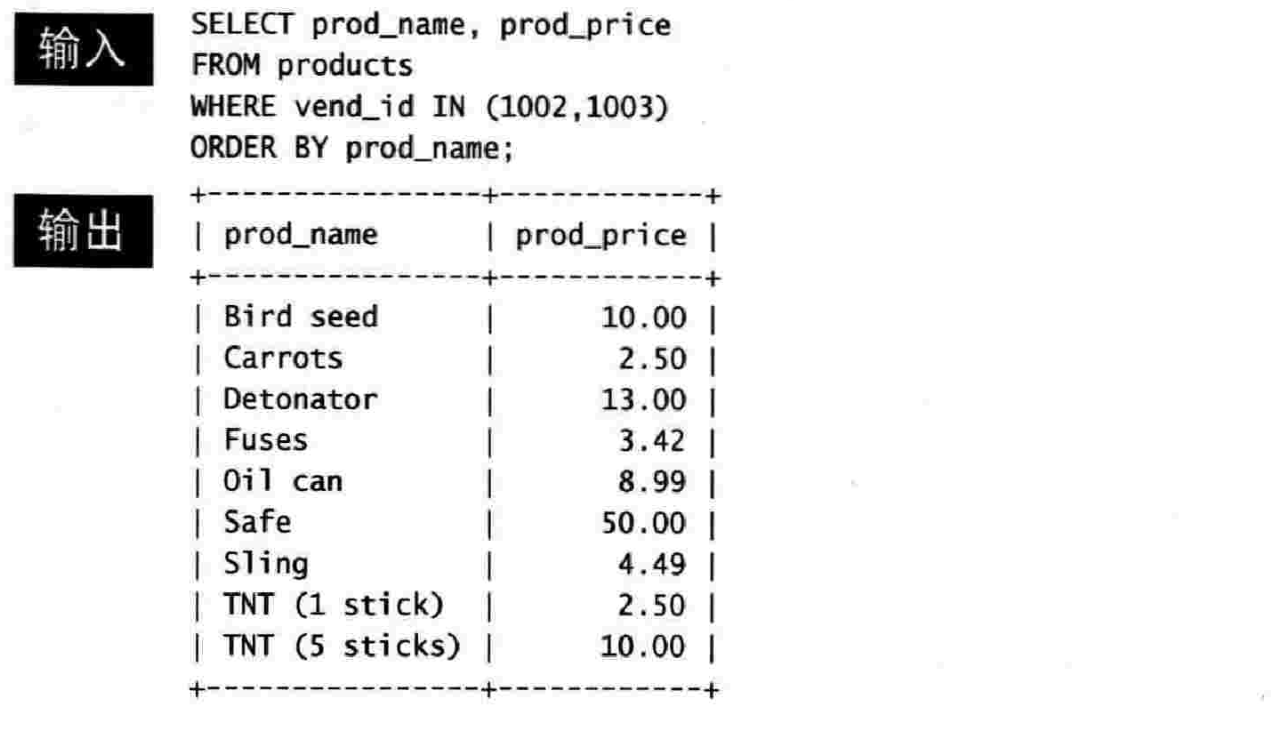 输入
SELECT prod_name, prod_price
FROM products
WHERE vend_id IN (1002,1003)
ORDER BY prod_name;
输出
+----------------+------------+
| prod_name      | prod_price |
+----------------+------------+
| Bird seed      |      10.00 |
| Carrots        |       2.50 |
| Detonator      |      13.00 |
| Fuses          |       3.42 |
| Oil can        |       8.99 |
| Safe           |      50.00 |
| Sling          |       4.49 |
| TNT (1 stick)  |       2.50 |
| TNT (5 sticks) |      10.00 |
+----------------+------------+